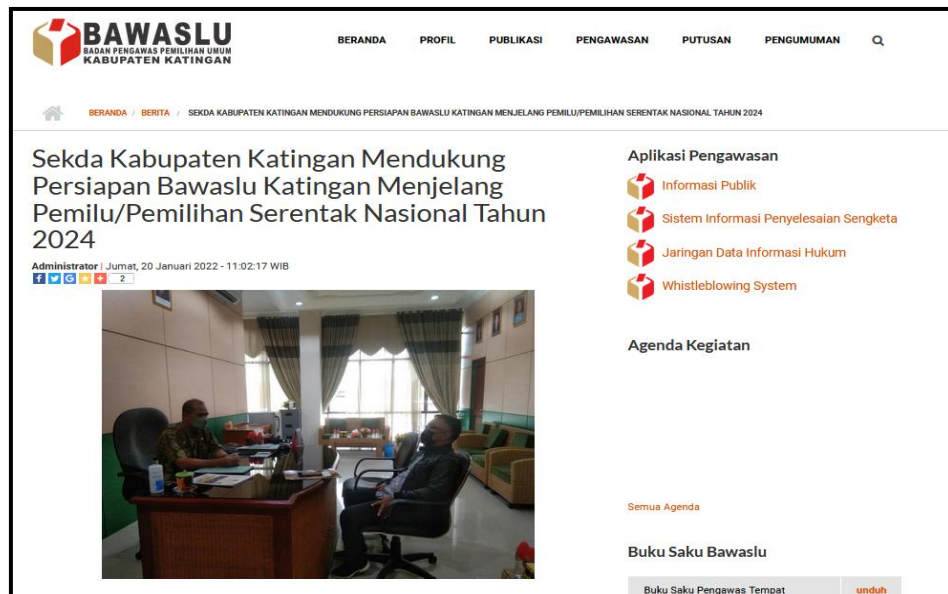 BAWASLU
BADAN PENGAWAS PEMILIHAN UMUM
KABUPATEN KATINGAN
BERANDA PROFIL PUBLIKASI PENGAWASAN PUTUSAN PENGUMUMAN
BERANDA / BERITA / SEKDA KABUPATEN KATINGAN MENDUKUNG PERSIAPAN BAWASLU KATINGAN MENJELANG PEMILU/PEMILIHAN SERENTAK NASIONAL TAHUN 2024
Sekda Kabupaten Katingan Mendukung
Persiapan Bawaslu Katingan Menjelang
Pemilu/Pemilihan Serentak Nasional Tahun
2024
Administrator | Jumat, 20 Januari 2022 - 11:02:17 WIB
2
Aplikasi Pengawasan
Informasi Publik
Sistem Informasi Penyelesaian Sengketa
Jaringan Data Informasi Hukum
Whistleblowing System
Agenda Kegiatan
Semua Agenda
Buku Saku Bawaslu
Buku Saku Pengawas Tempat unduh